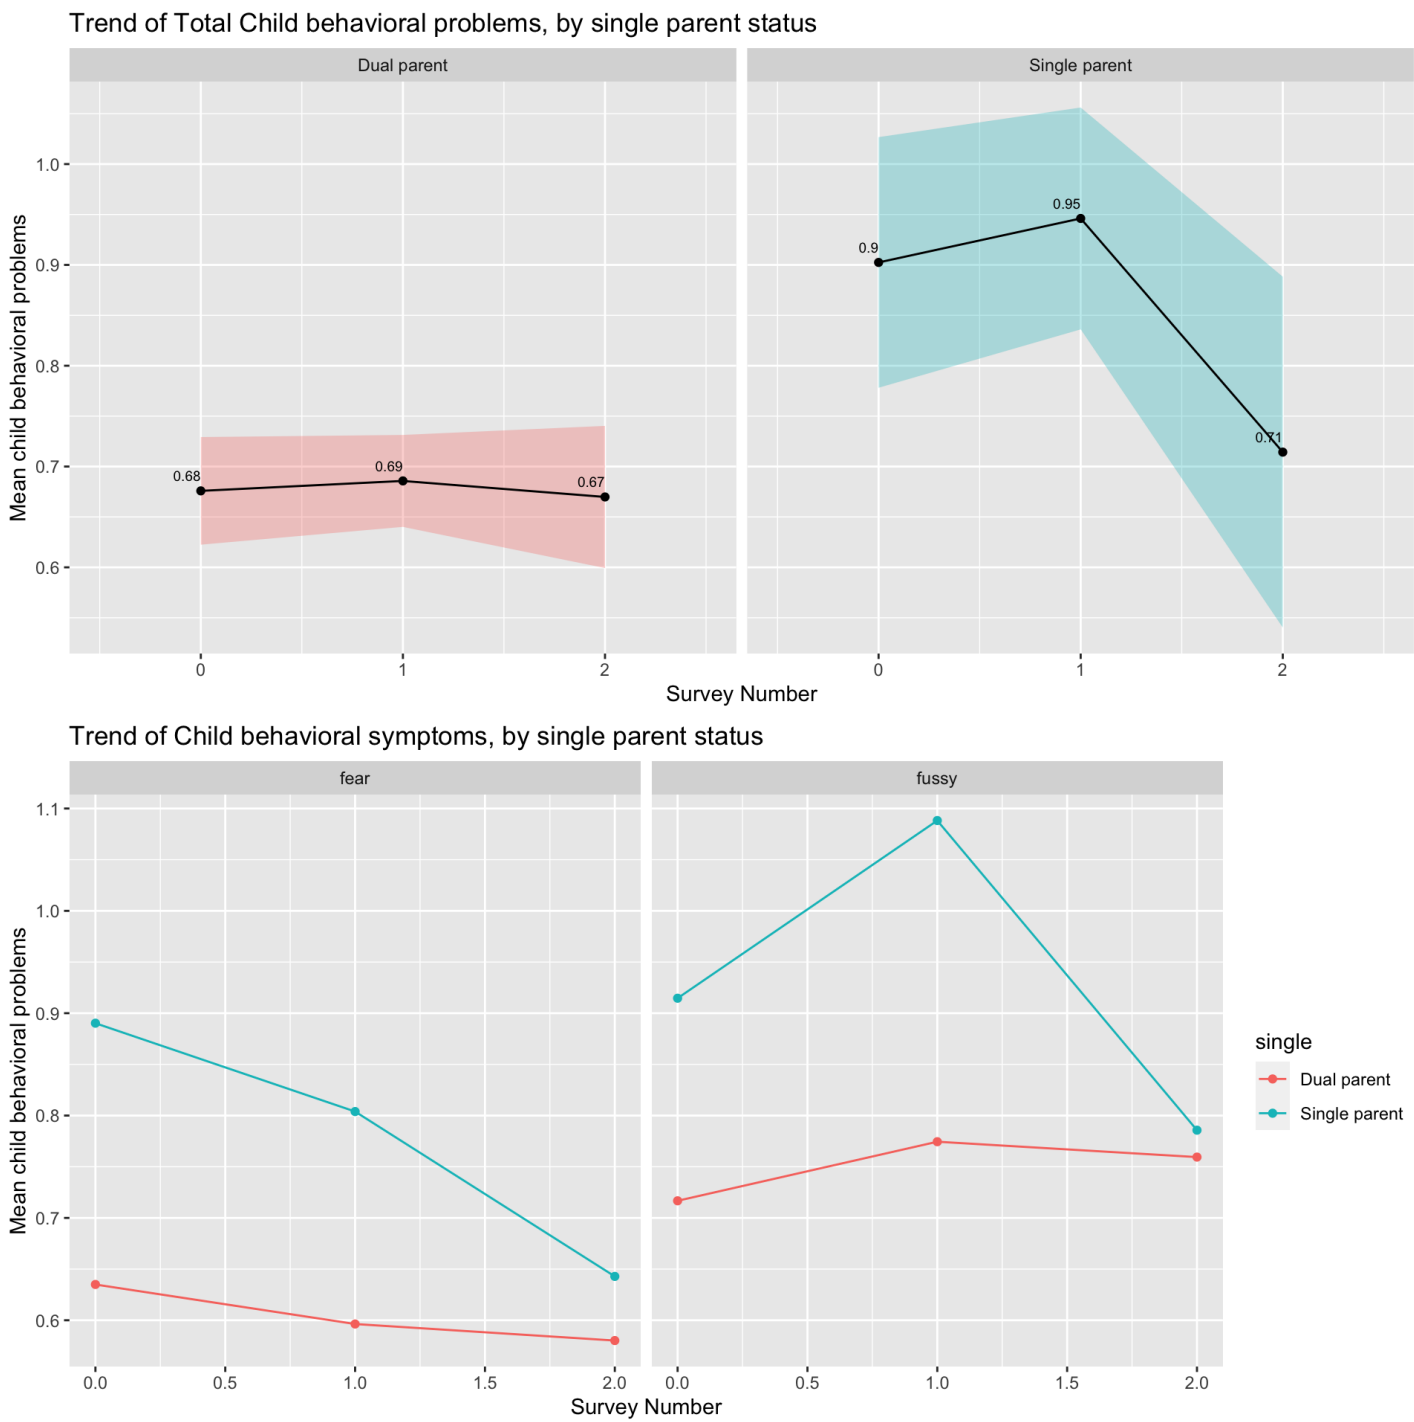 Trend of Total Child behavioral problems, by single parent status
Dual parent
Single parent
Mean child behavioral problems
1.0
0.9
0.8
0.7
0.6
0.68
0.69
0.67
0.9
0.95
0.71
0
1
2
0
1
2
Survey Number
Trend of Child behavioral symptoms, by single parent status
fear
fussy
Mean child behavioral problems
1.1
1.0
0.9
0.8
0.7
0.6
0.0
0.5
1.0
1.5
2.0
0.0
0.5
1.0
1.5
2.0
Survey Number
single
Dual parent
Single parent